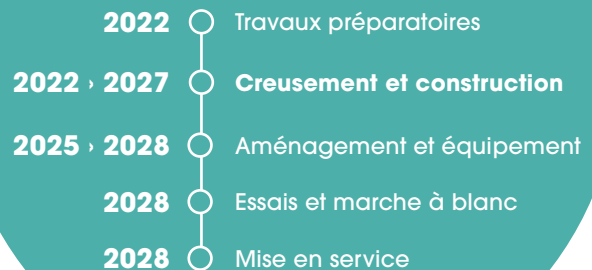 2022 Travaux préparatoires
2022 › 2027 Creusement et construction
2025 › 2028 Aménagement et équipement
2028 Essais et marche à blanc
2028 Mise en service